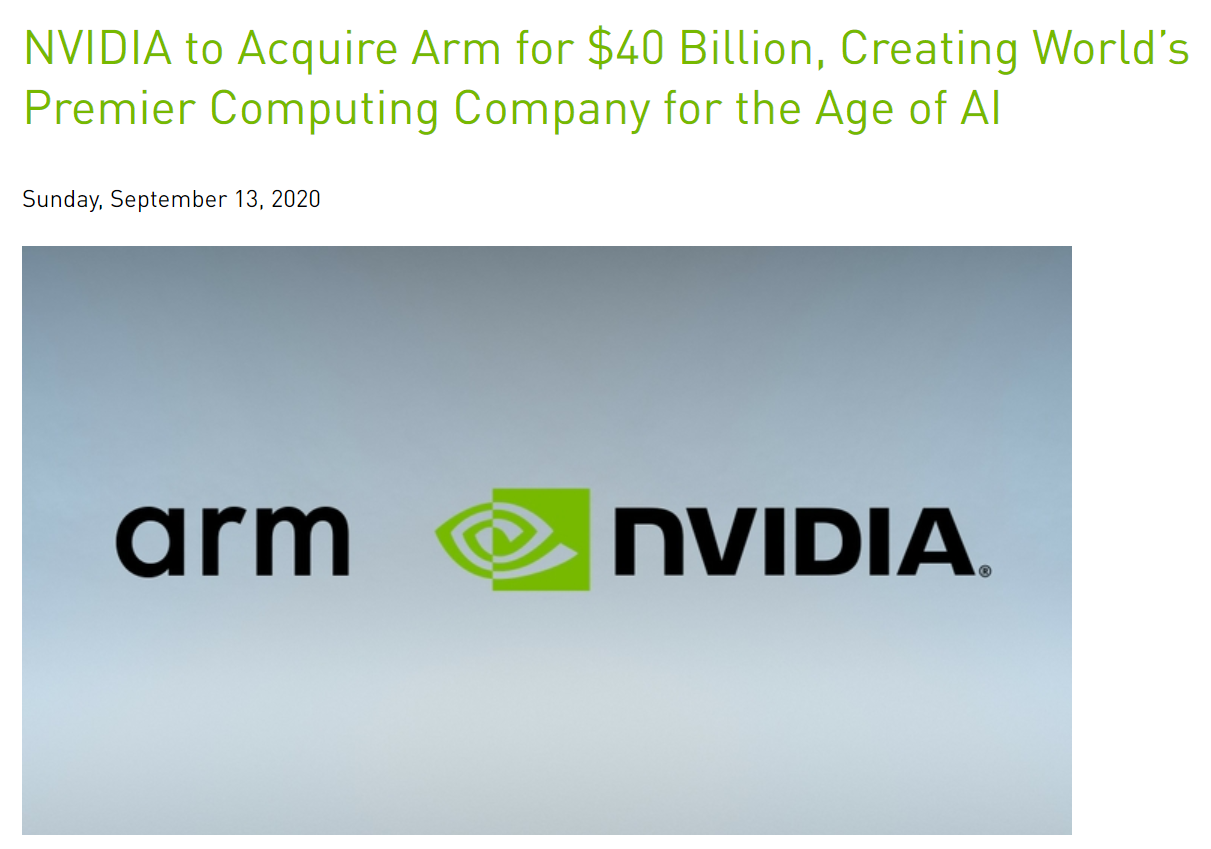 NVIDIA to Acquire Arm for $40 Billion, Creating World’s
Premier Computing Company for the Age of AI
Sunday, September 13, 2020
arm NVIDIA®